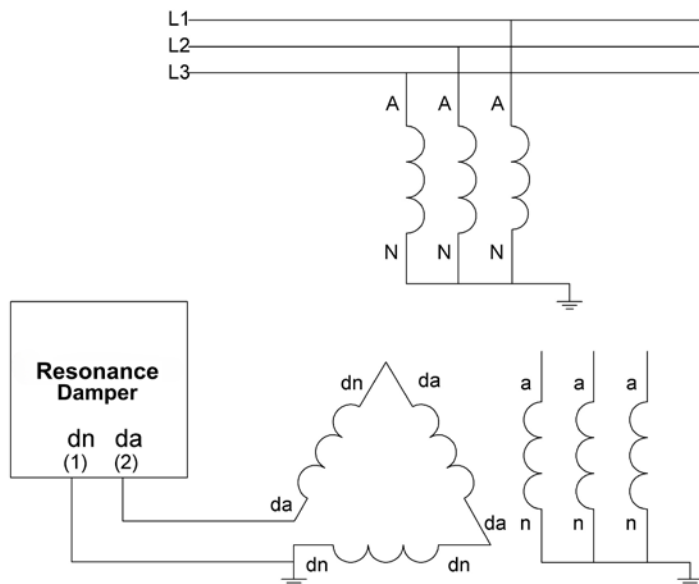 L1
L2
L3
A A A
N N N
Resonance
Damper
dn da
(1) (2)
dn da
da da
dn dn
a a a
n n n